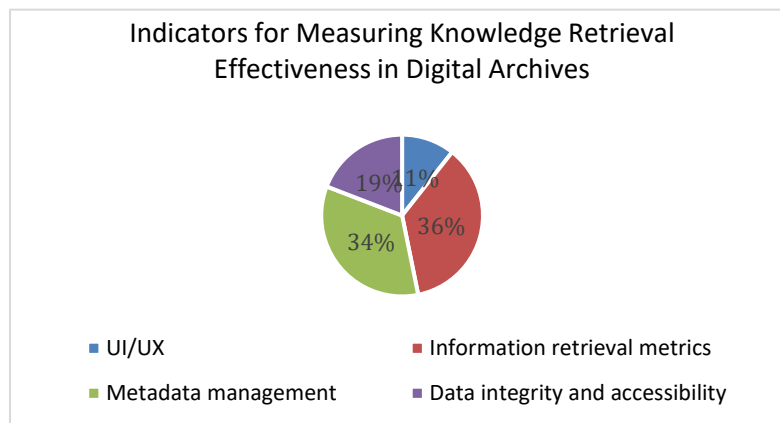 Indicators for Measuring Knowledge Retrieval
Effectiveness in Digital Archives
11%
19%
36%
34%
UI/UX
Information retrieval metrics
Metadata management
Data integrity and accessibility